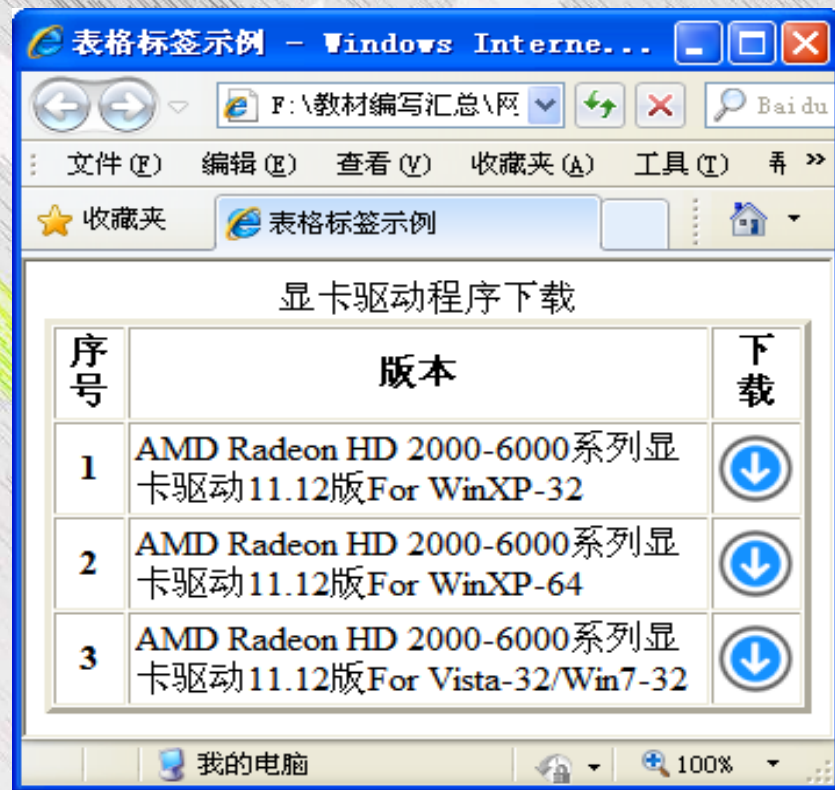 表格标签示例 - Windows Interne...
F:\教材编写汇总\网
Baidu
文件(F) 编辑(E) 查看(V) 收藏夹(A) 工具(T) »
收藏夹 表格标签示例
显卡驱动程序下载
序号 版本 下载
1 AMD Radeon HD 2000-6000系列显
卡驱动11.12版For WinXP-32
2 AMD Radeon HD 2000-6000系列显
卡驱动11.12版For WinXP-64
3 AMD Radeon HD 2000-6000系列显
卡驱动11.12版For Vista-32/Win7-32
我的电脑 100%